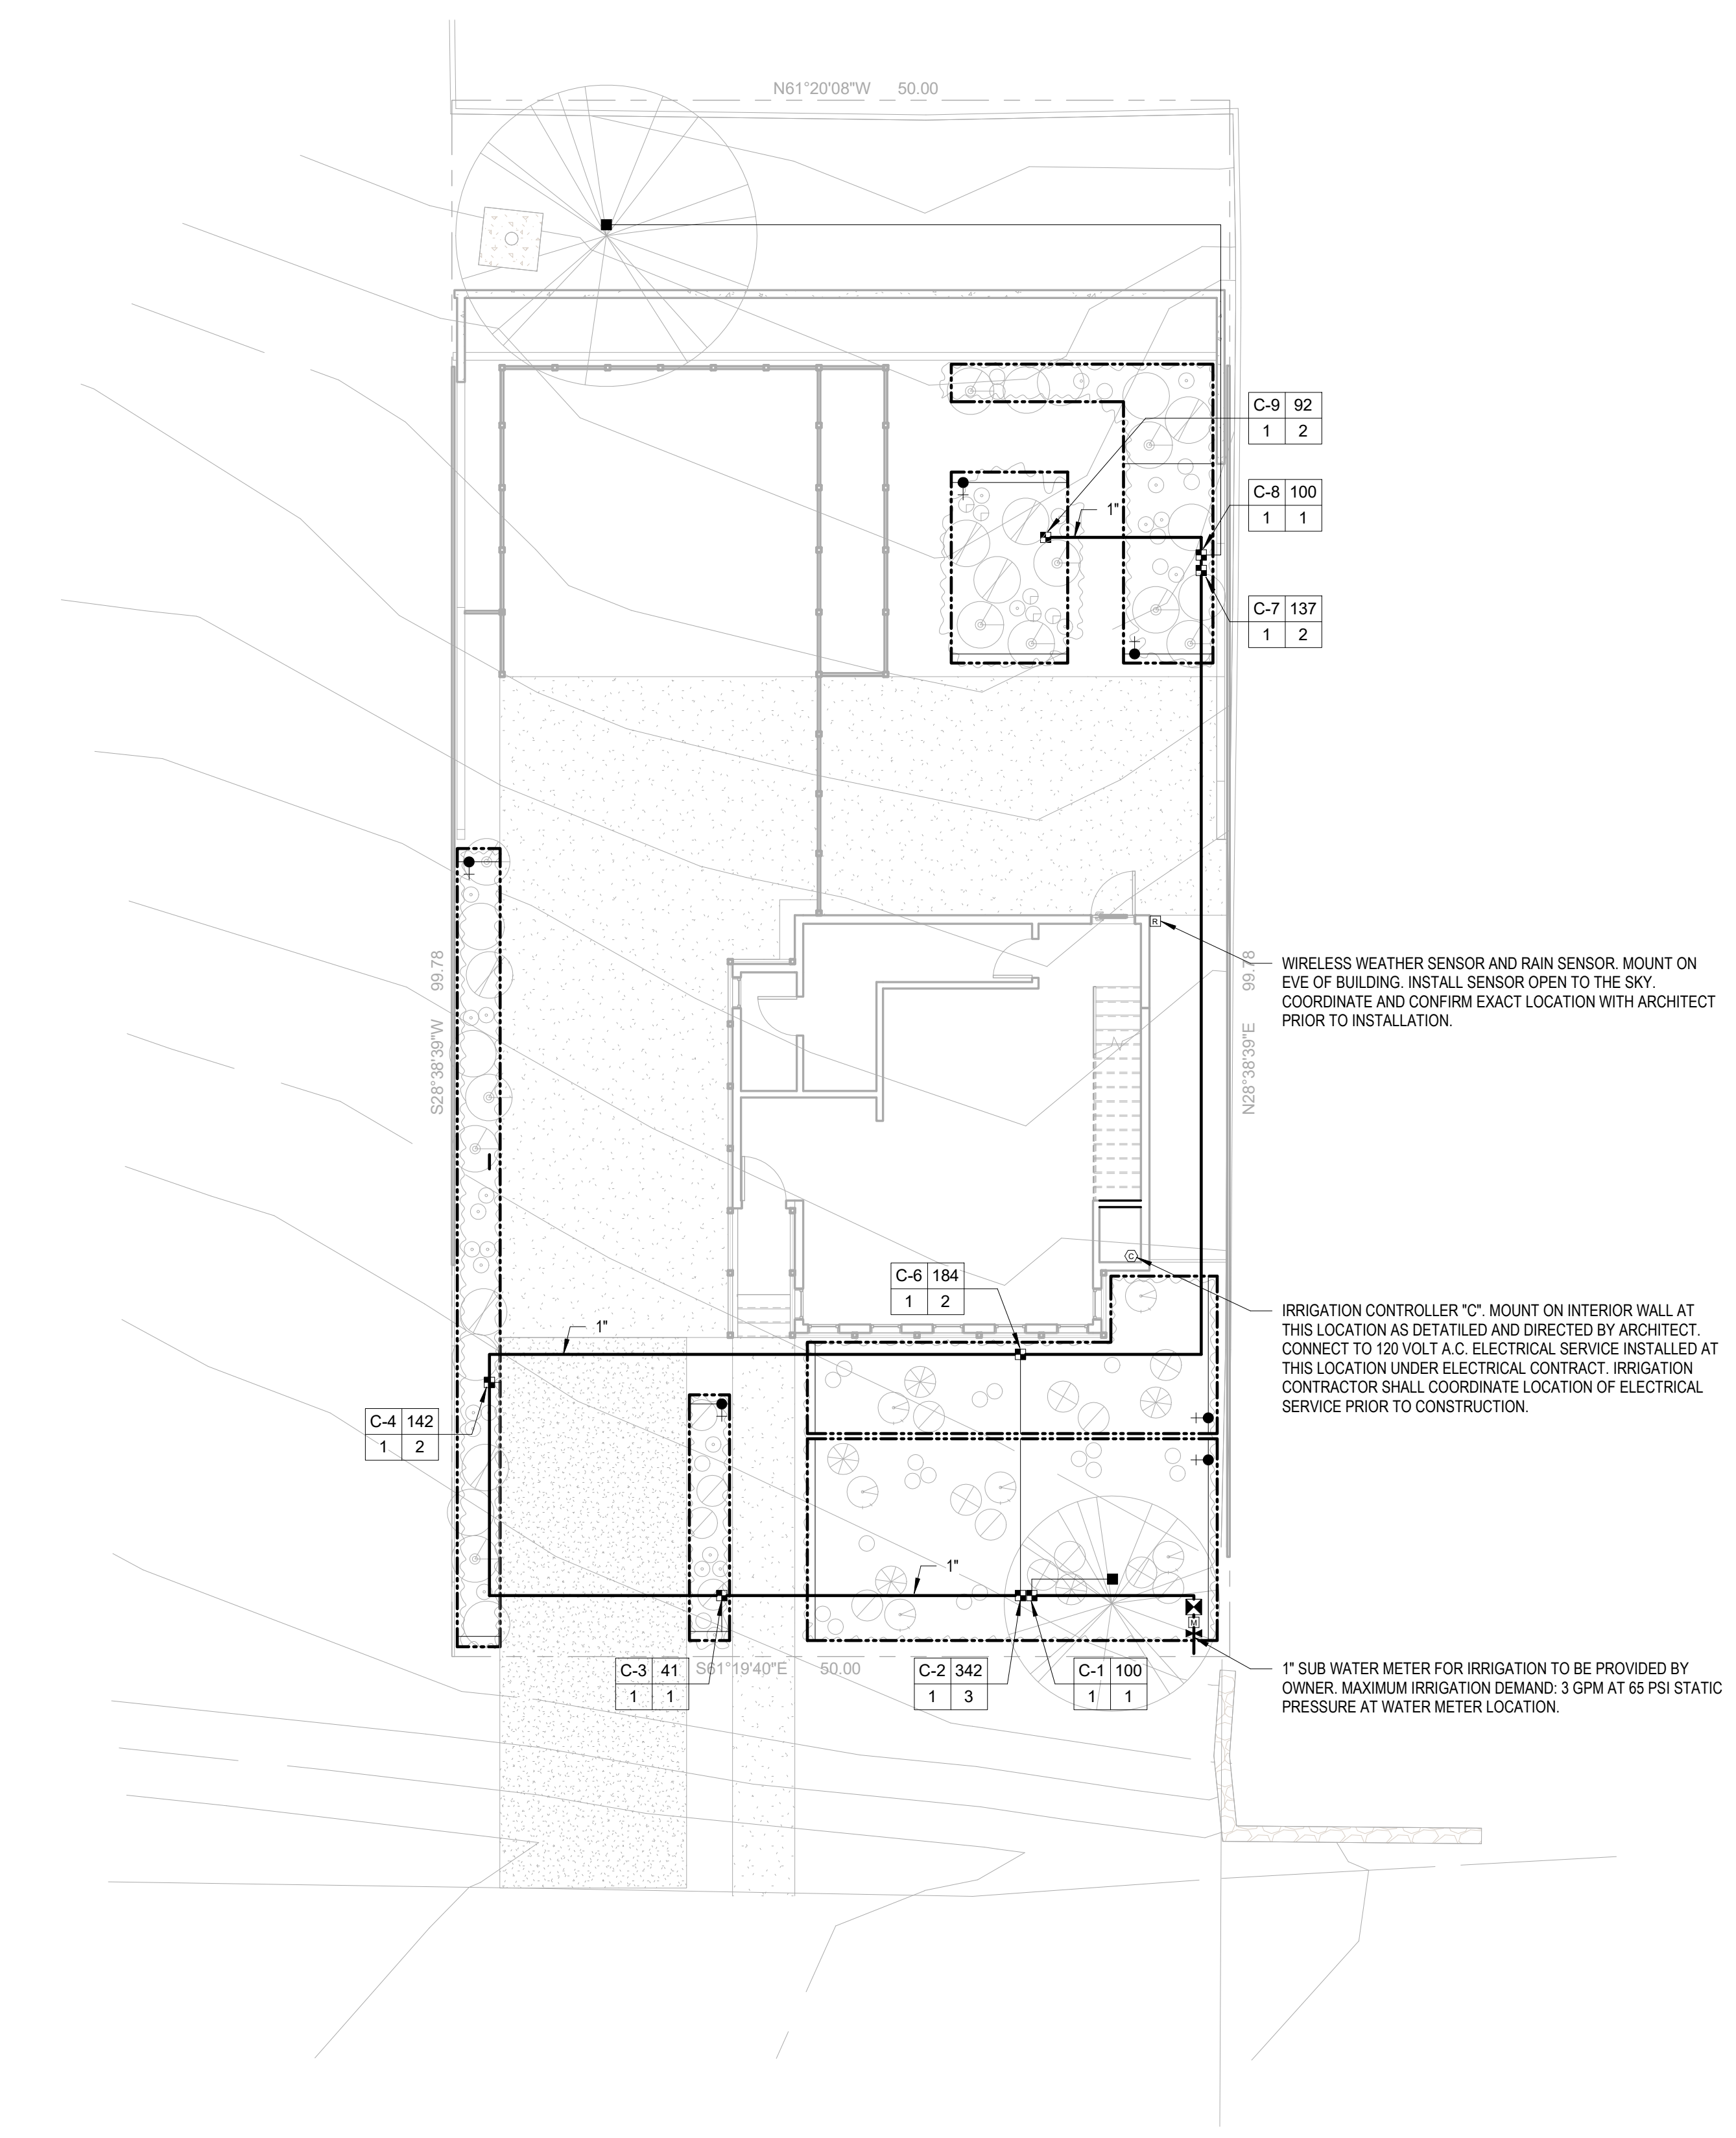 N61°20'08"W 50.00
C-9 92
1 2
1"
C-8 100
1 1
C-7 137
1 2
R
S28°38'39"W 99.78
N28°38'39"E 99.78
WIRELESS WEATHER SENSOR AND RAIN SENSOR. MOUNT ON
EVE OF BUILDING. INSTALL SENSOR OPEN TO THE SKY.
COORDINATE AND CONFIRM EXACT LOCATION WITH ARCHITECT
PRIOR TO INSTALLATION.
C
C-6 184
1 2
IRRIGATION CONTROLLER "C". MOUNT ON INTERIOR WALL AT
THIS LOCATION AS DETATILED AND DIRECTED BY ARCHITECT.
CONNECT TO 120 VOLT A.C. ELECTRICAL SERVICE INSTALLED AT
THIS LOCATION UNDER ELECTRICAL CONTRACT. IRRIGATION
CONTRACTOR SHALL COORDINATE LOCATION OF ELECTRICAL
SERVICE PRIOR TO CONSTRUCTION.
1"
C-4 142
1 2
1"
M
C-3 41
1 1
S61°19'40"E 50.00
C-2 342
1 3
C-1 100
1 1
1" SUB WATER METER FOR IRRIGATION TO BE PROVIDED BY
OWNER. MAXIMUM IRRIGATION DEMAND: 3 GPM AT 65 PSI STATIC
PRESSURE AT WATER METER LOCATION.